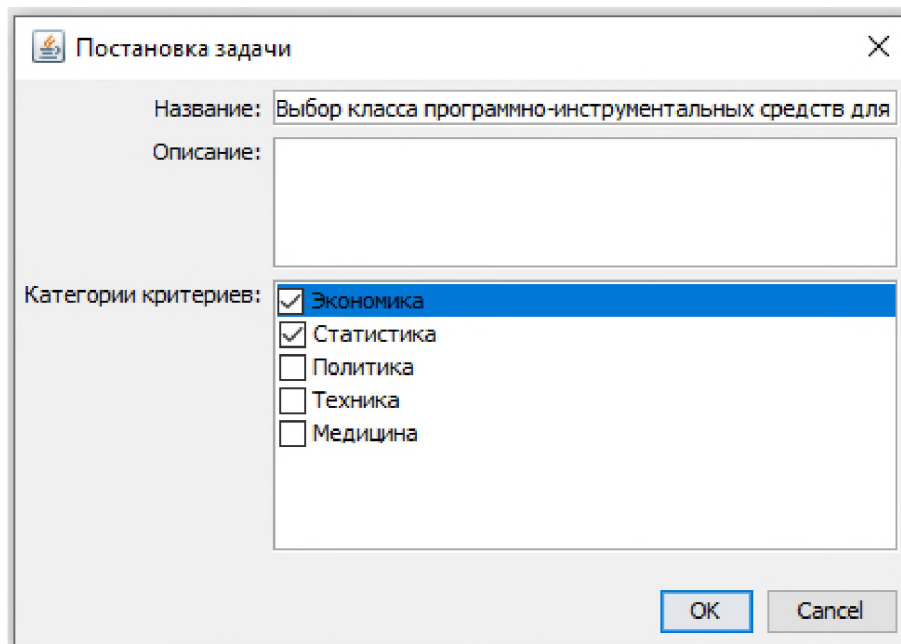 Постановка задачи
Название: Выбор класса программно-инструментальных средств для
Описание:
Категории критериев:
Экономика
Статистика
Политика
Техника
Медицина
OK Cancel